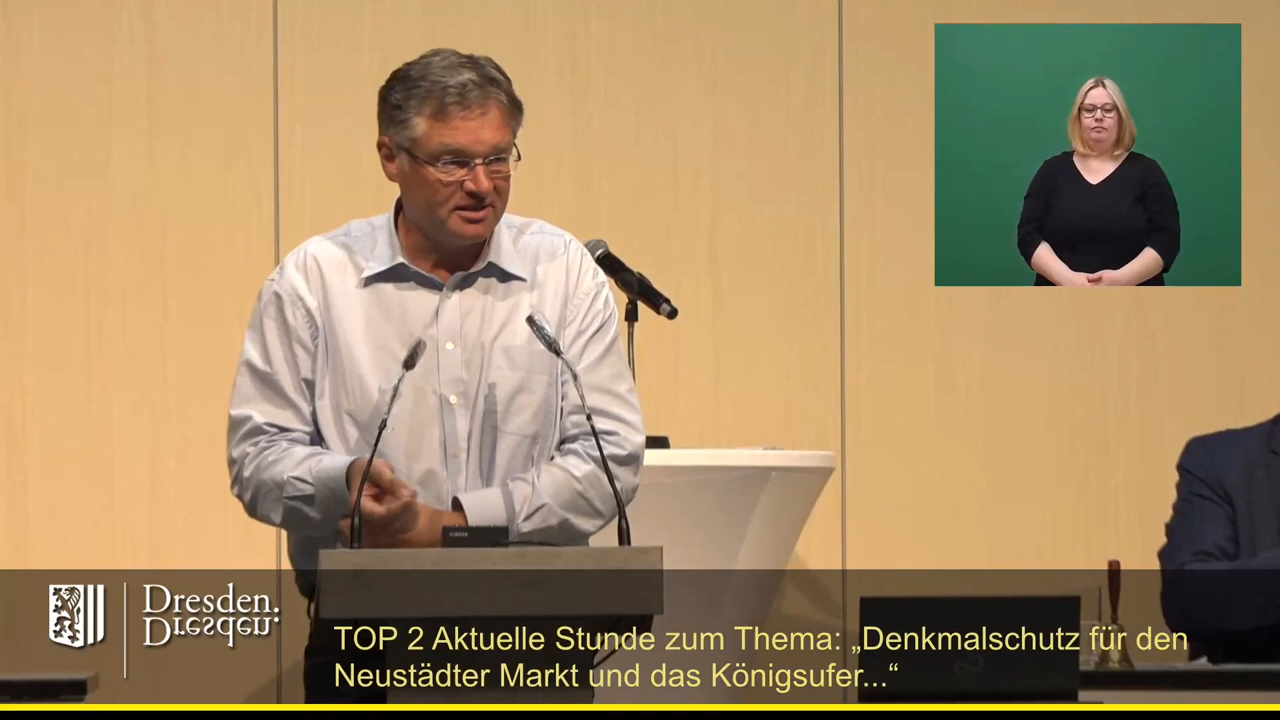 Dresden.
Dresden.
TOP 2 Aktuelle Stunde zum Thema: „Denkmalschutz für den
Neustädter Markt und das Königsufer...“